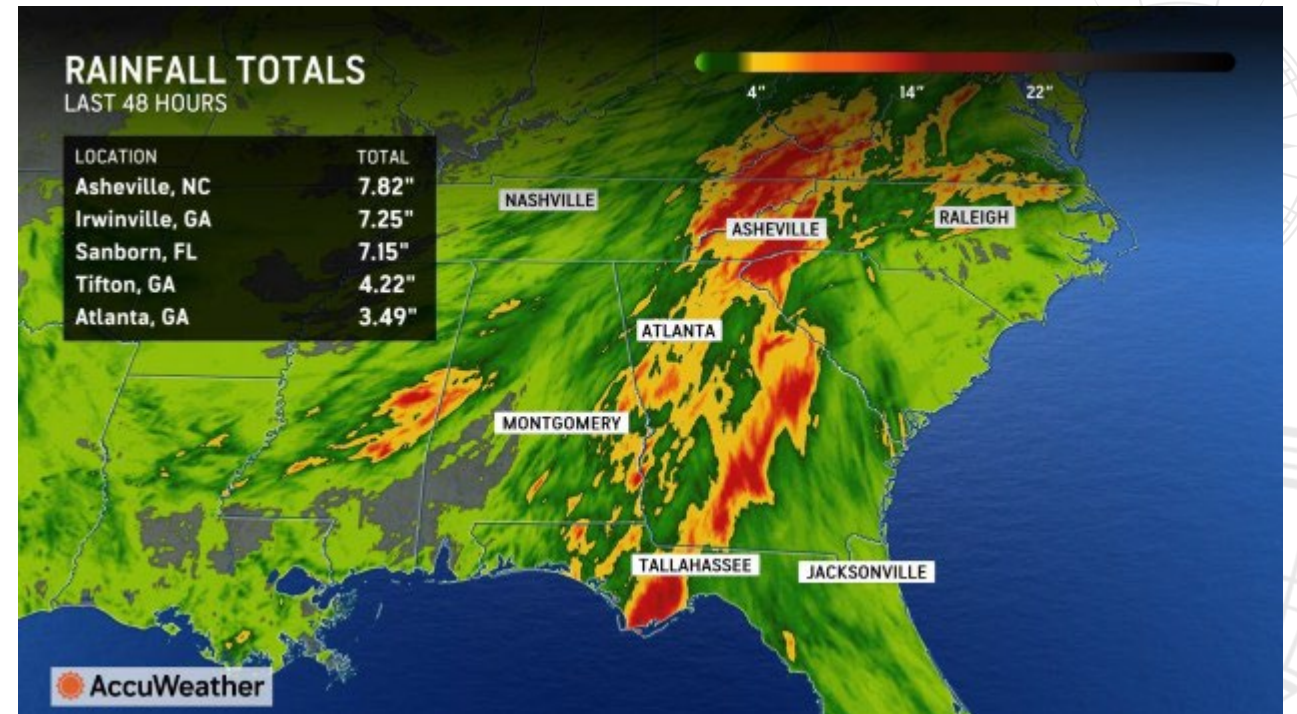 RAINFALL TOTALS
LAST 48 HOURS
4" 14" 22"
LOCATION TOTAL
Asheville, NC 7.82"
Irwinville, GA 7.25"
Sanborn, FL 7.15"
Tifton, GA 4.22"
Atlanta, GA 3.49"
NASHVILLE
ASHEVILLE
RALEIGH
ATLANTA
MONTGOMERY
TALLAHASSEE
JACKSONVILLE
AccuWeather